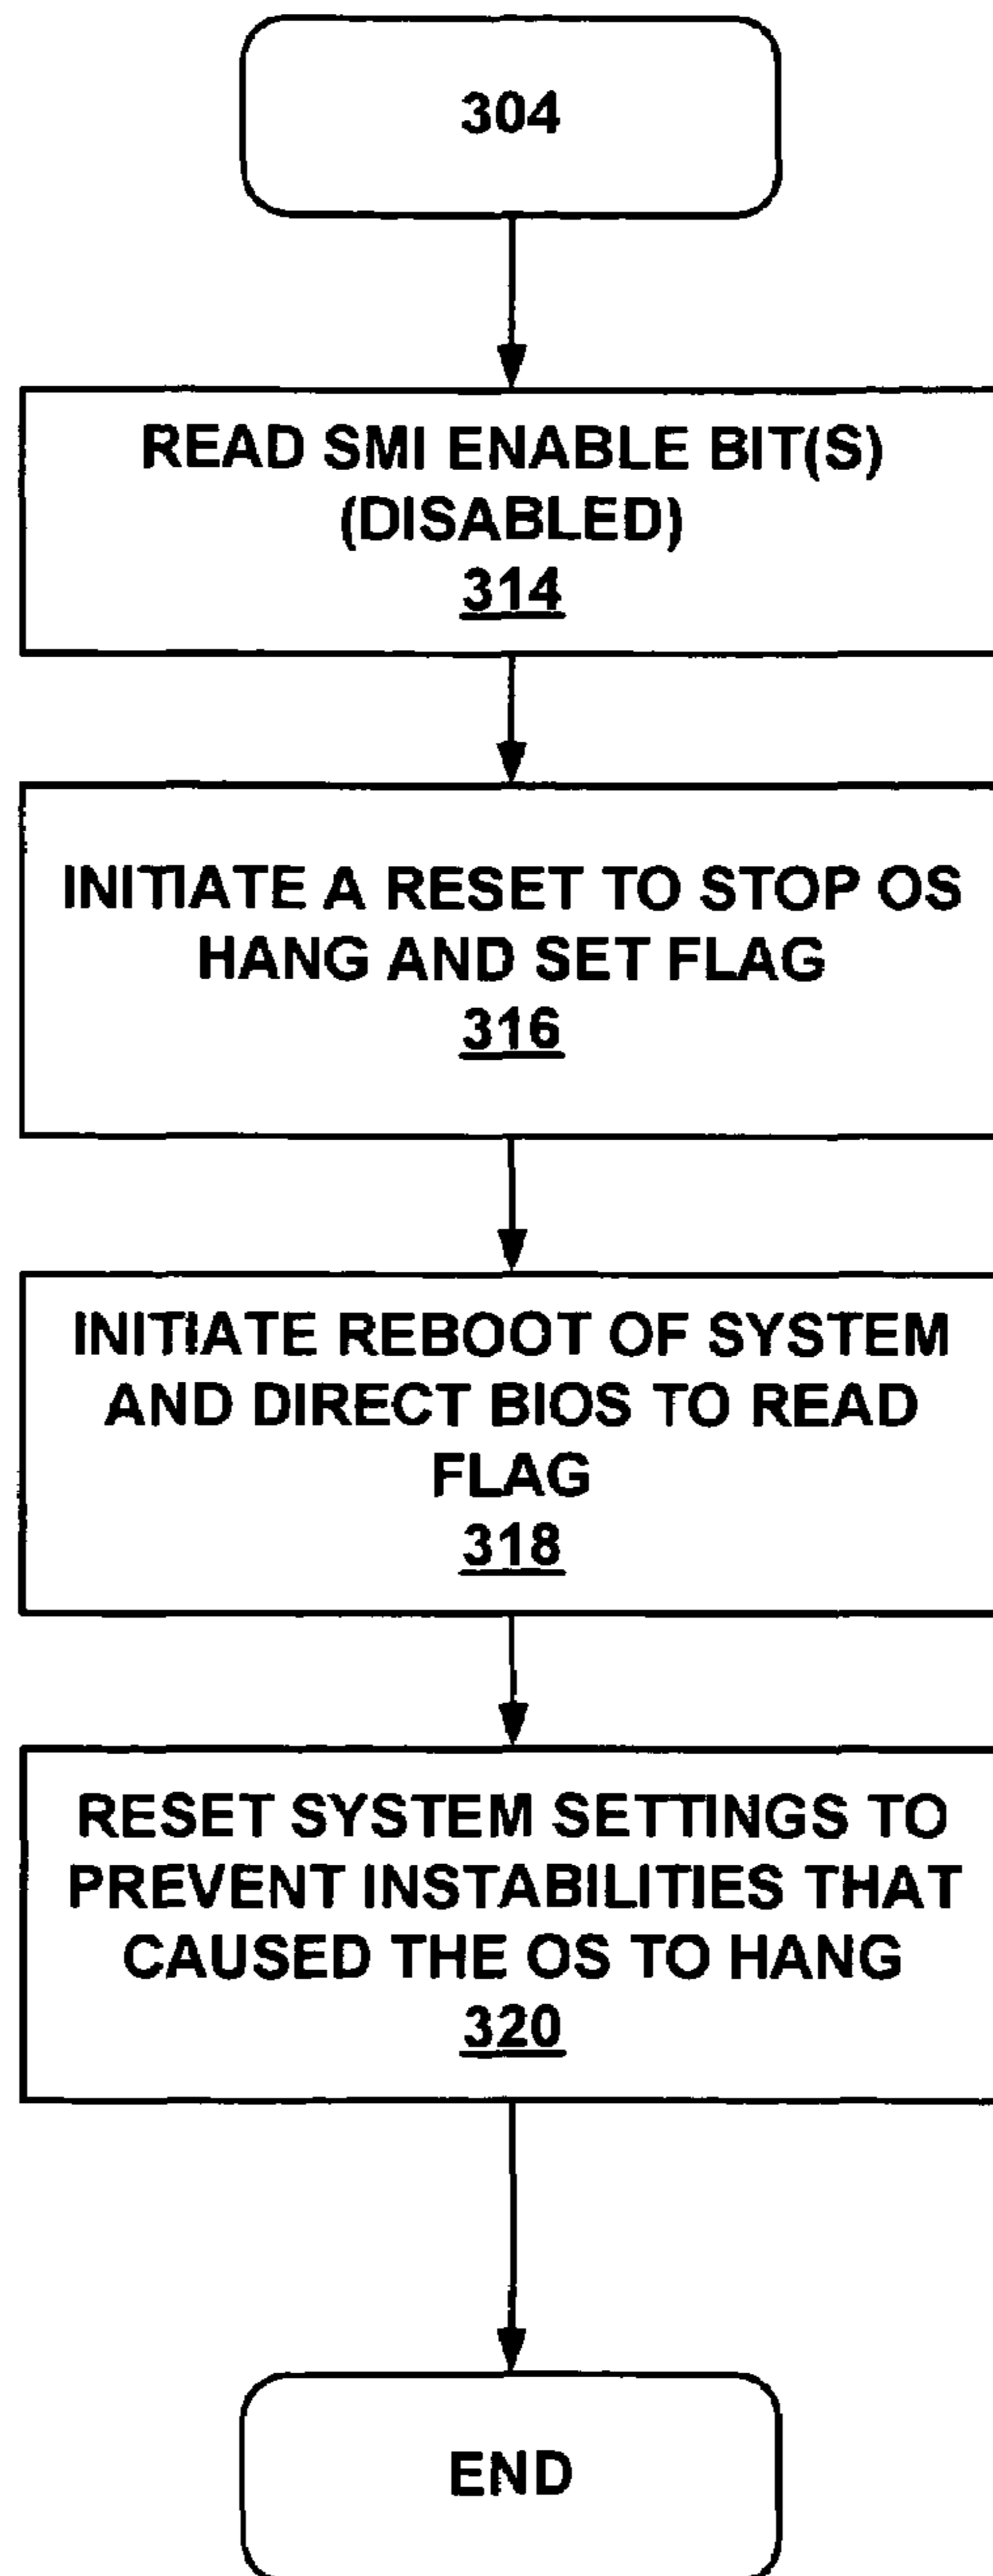 304
READ SMI ENABLE BIT(S)
(DISABLED)
314
INITIATE A RESET TO STOP OS
HANG AND SET FLAG
316
INITIATE REBOOT OF SYSTEM
AND DIRECT BIOS TO READ
FLAG
318
RESET SYSTEM SETTINGS TO
PREVENT INSTABILITIES THAT
CAUSED THE OS TO HANG
320
END